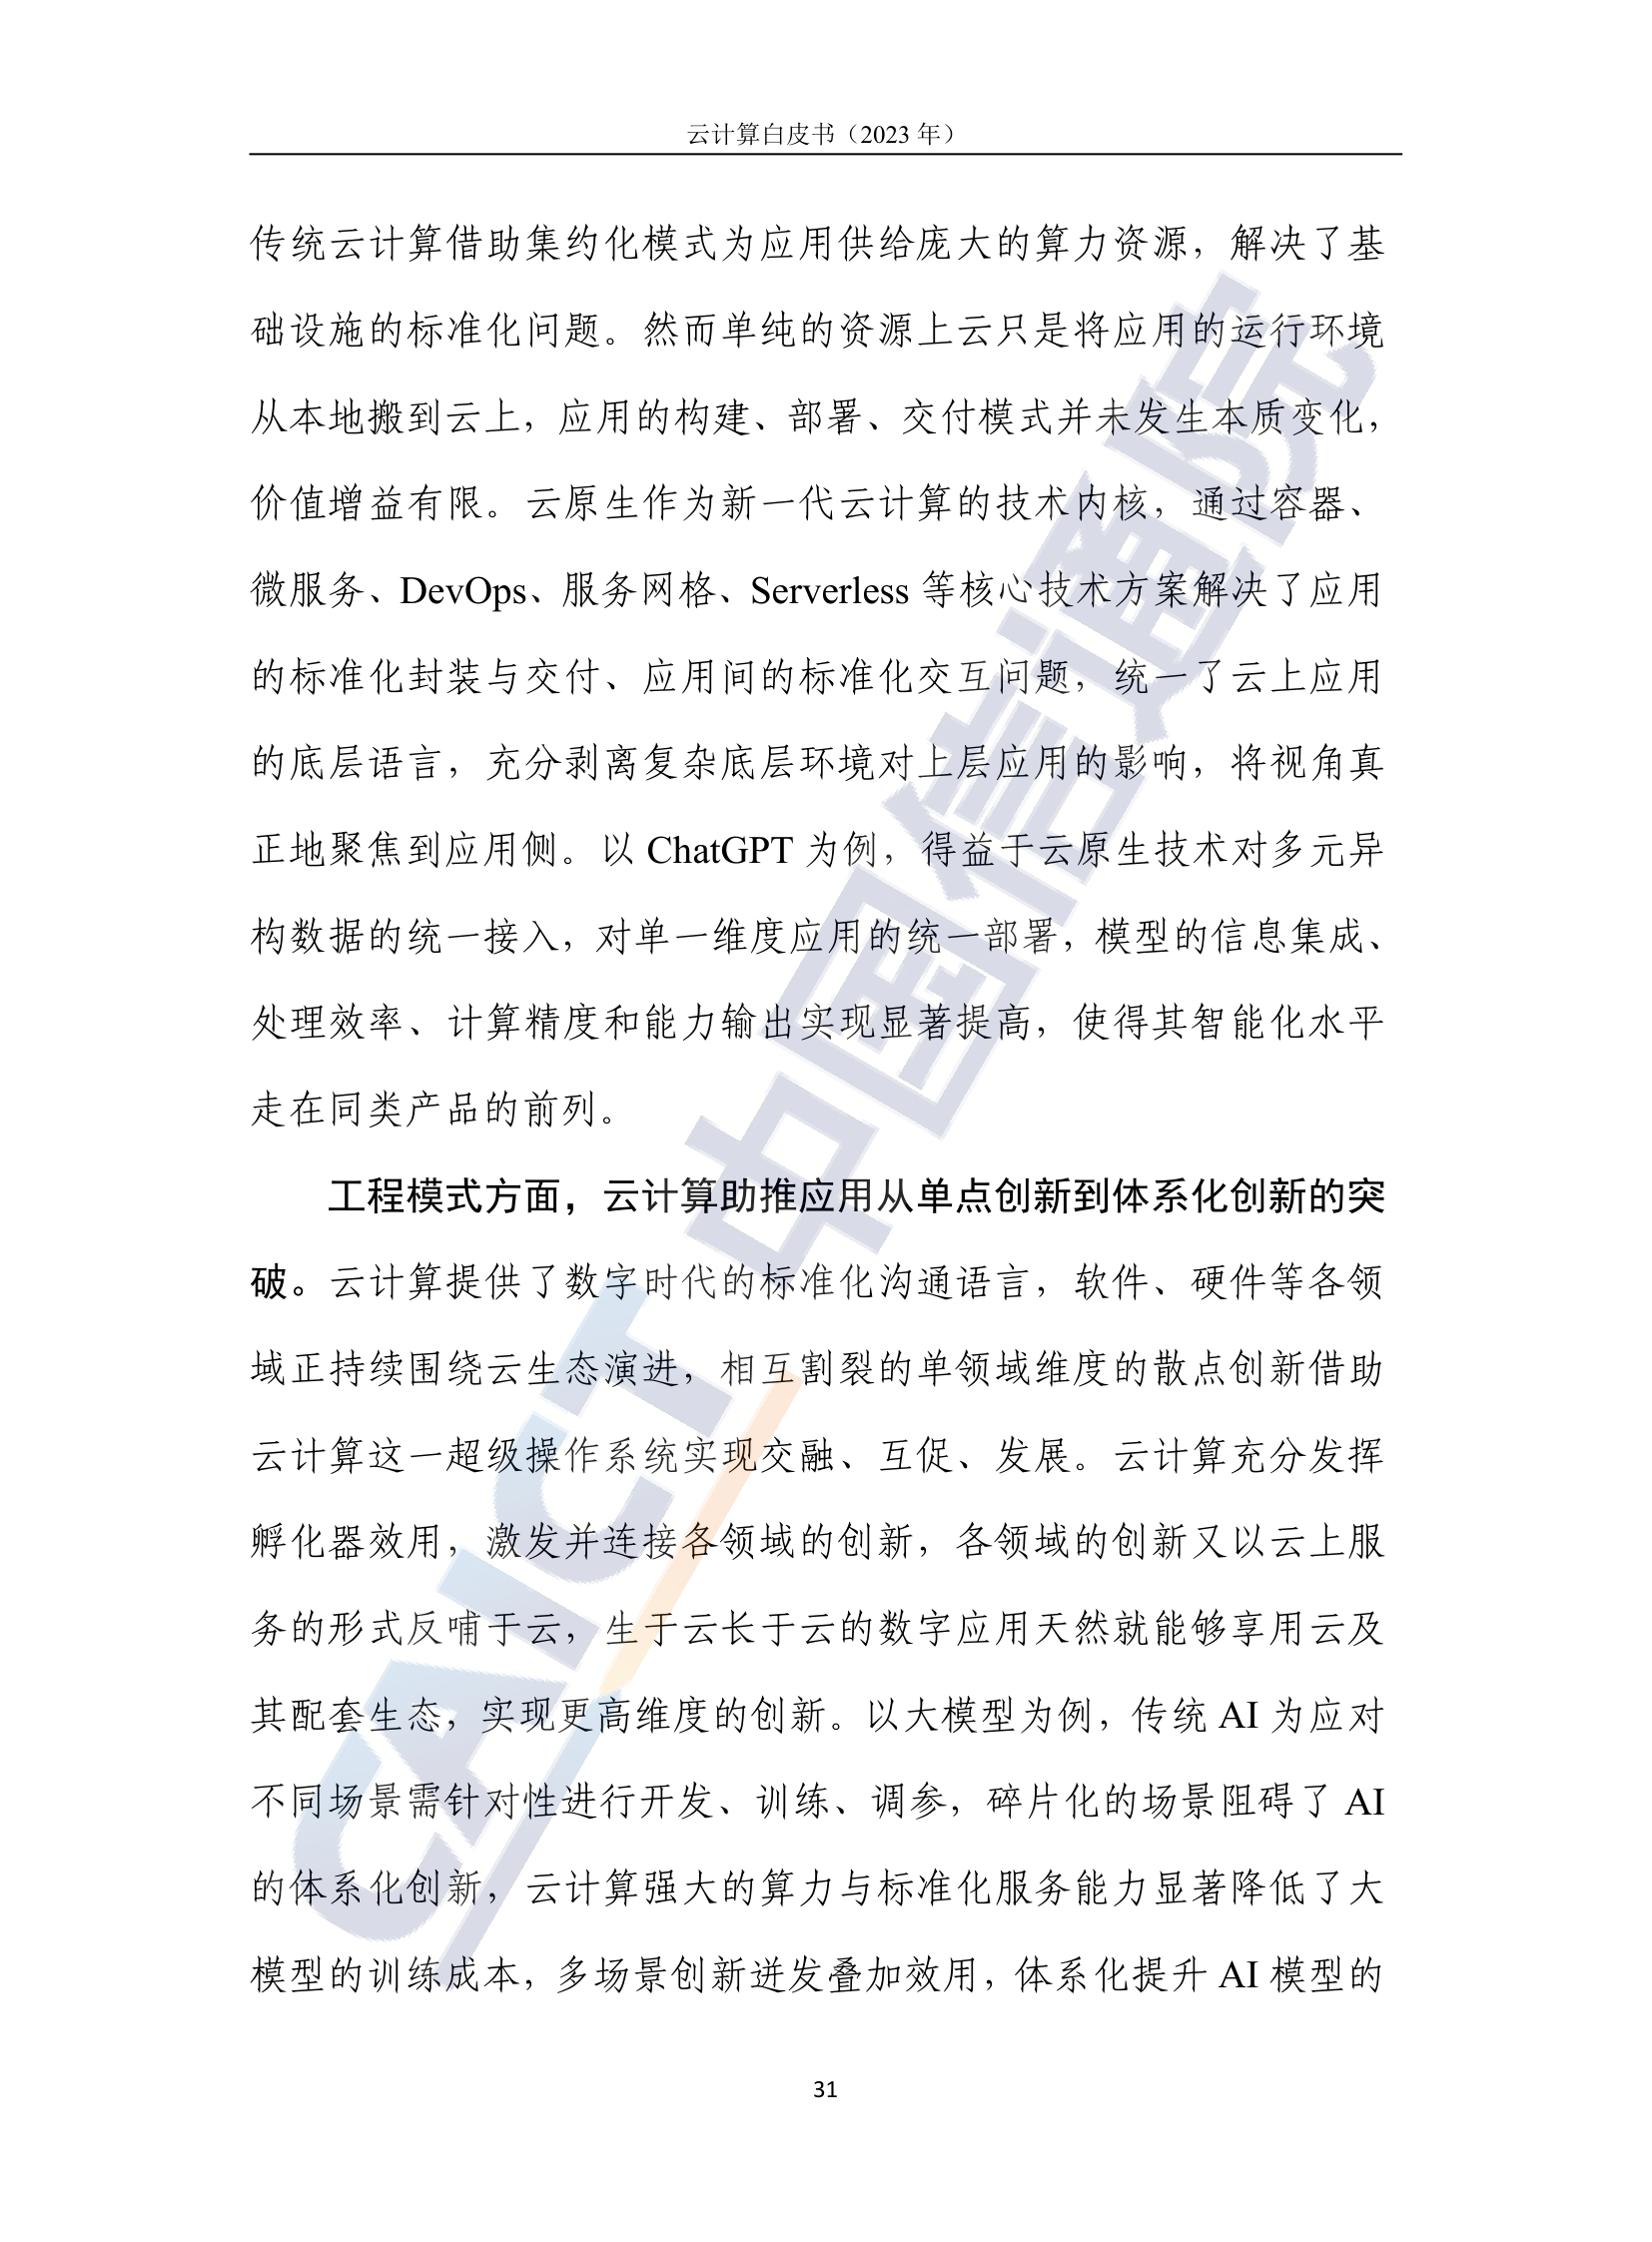 云计算白皮书（2023 年）
传统云计算借助集约化模式为应用供给庞大的算力资源，解决了基
础设施的标准化问题。然而单纯的资源上云只是将应用的运行环境
从本地搬到云上，应用的构建、部署、交付模式并未发生本质变化，
价值增益有限。云原生作为新一代云计算的技术内核，通过容器、
微服务、DevOps、服务网格、Serverless 等核心技术方案解决了应用
的标准化封装与交付、应用间的标准化交互问题，统一了云上应用
的底层语言，充分剥离复杂底层环境对上层应用的影响，将视角真
正地聚焦到应用侧。以 ChatGPT 为例，得益于云原生技术对多元异
构数据的统一接入，对单一维度应用的统一部署，模型的信息集成、
处理效率、计算精度和能力输出实现显著提高，使得其智能化水平
走在同类产品的前列。
工程模式方面，云计算助推应用从单点创新到体系化创新的突
破。云计算提供了数字时代的标准化沟通语言，软件、硬件等各领
域正持续围绕云生态演进，相互割裂的单领域维度的散点创新借助
云计算这一超级操作系统实现交融、互促、发展。云计算充分发挥
孵化器效用，激发并连接各领域的创新，各领域的创新又以云上服
务的形式反哺于云，生于云长于云的数字应用天然就能够享用云及
其配套生态，实现更高维度的创新。以大模型为例，传统 AI 为应对
不同场景需针对性进行开发、训练、调参，碎片化的场景阻碍了 AI
的体系化创新，云计算强大的算力与标准化服务能力显著降低了大
模型的训练成本，多场景创新迸发叠加效用，体系化提升 AI 模型的
31
CAICT 中国信通院